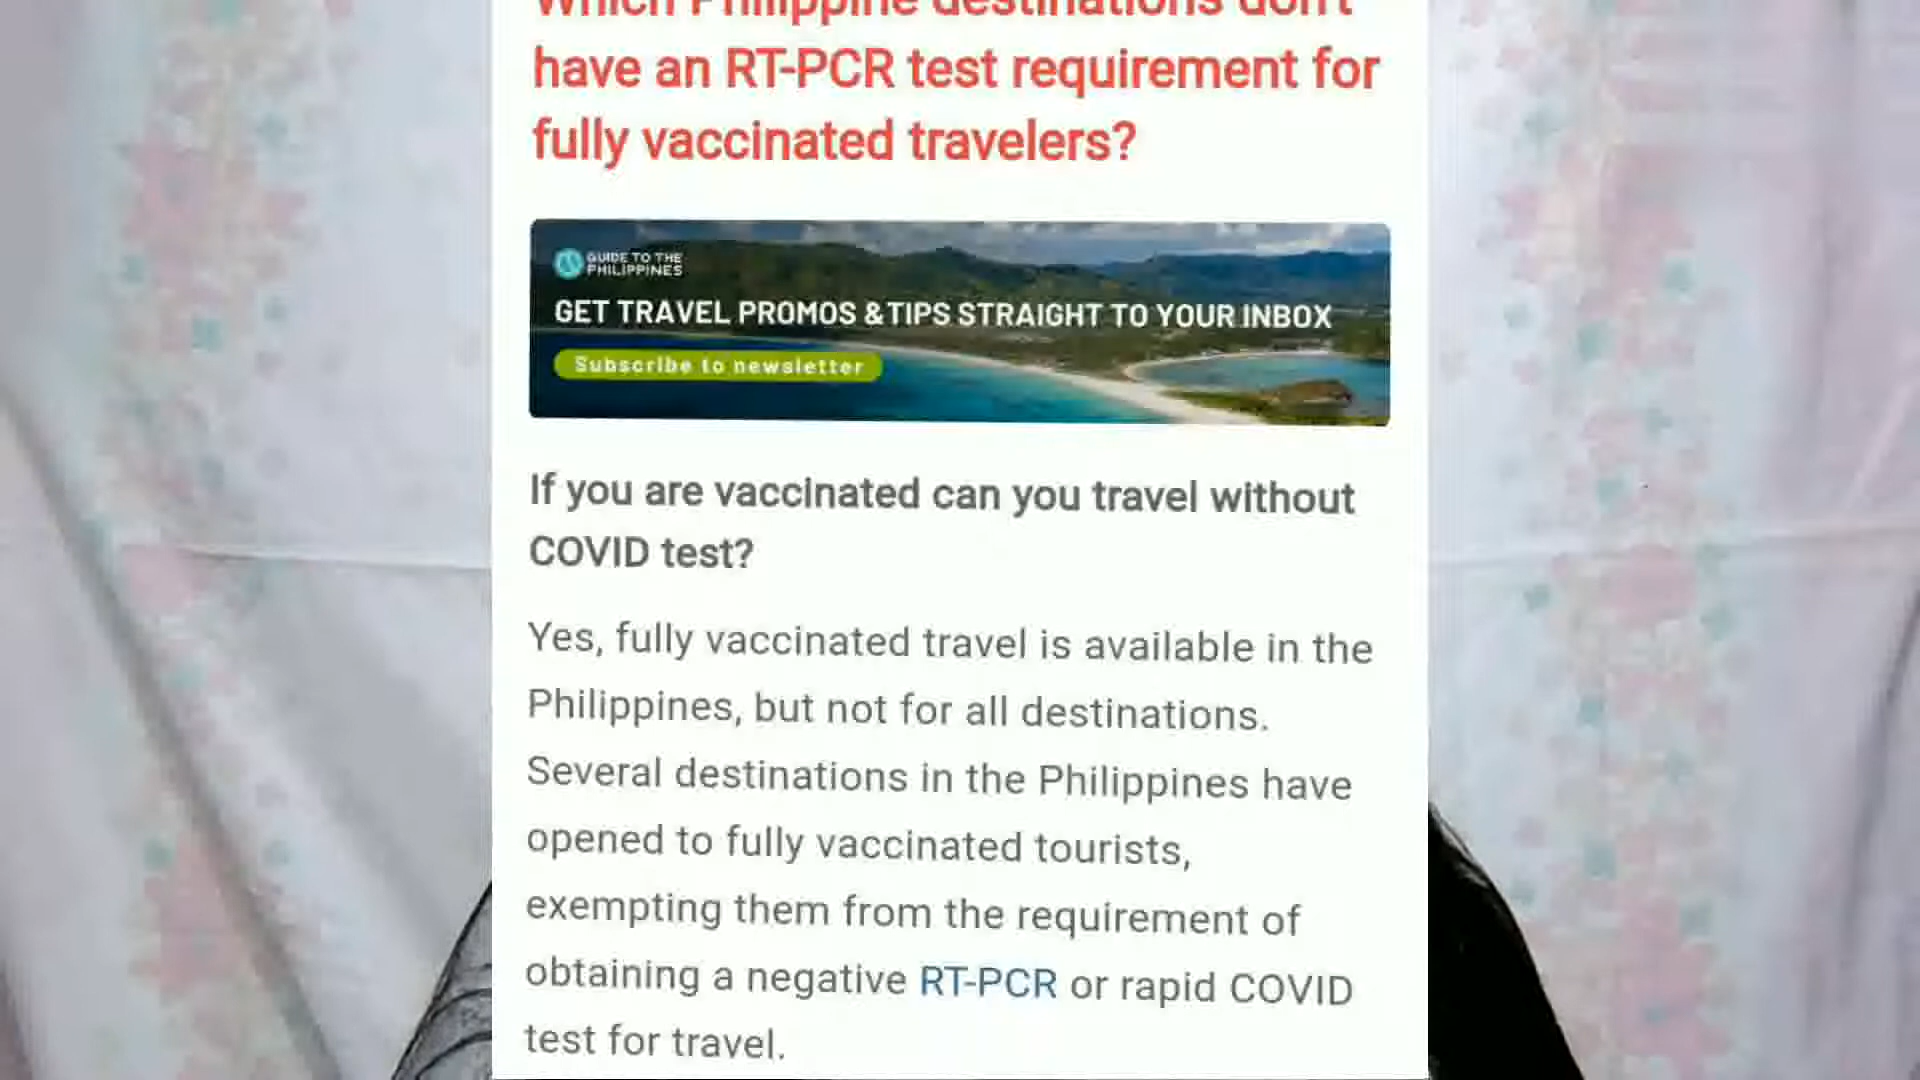 Which Philippine destinations don't
have an RT-PCR test requirement for
fully vaccinated travelers?
GUIDE TO THE
PHILIPPINES
GET TRAVEL PROMOS & TIPS STRAIGHT TO YOUR INBOX
Subscribe to newsletter
If you are vaccinated can you travel without
COVID test?
Yes, fully vaccinated travel is available in the
Philippines, but not for all destinations.
Several destinations in the Philippines have
opened to fully vaccinated tourists,
exempting them from the requirement of
obtaining a negative RT-PCR or rapid COVID
test for travel.